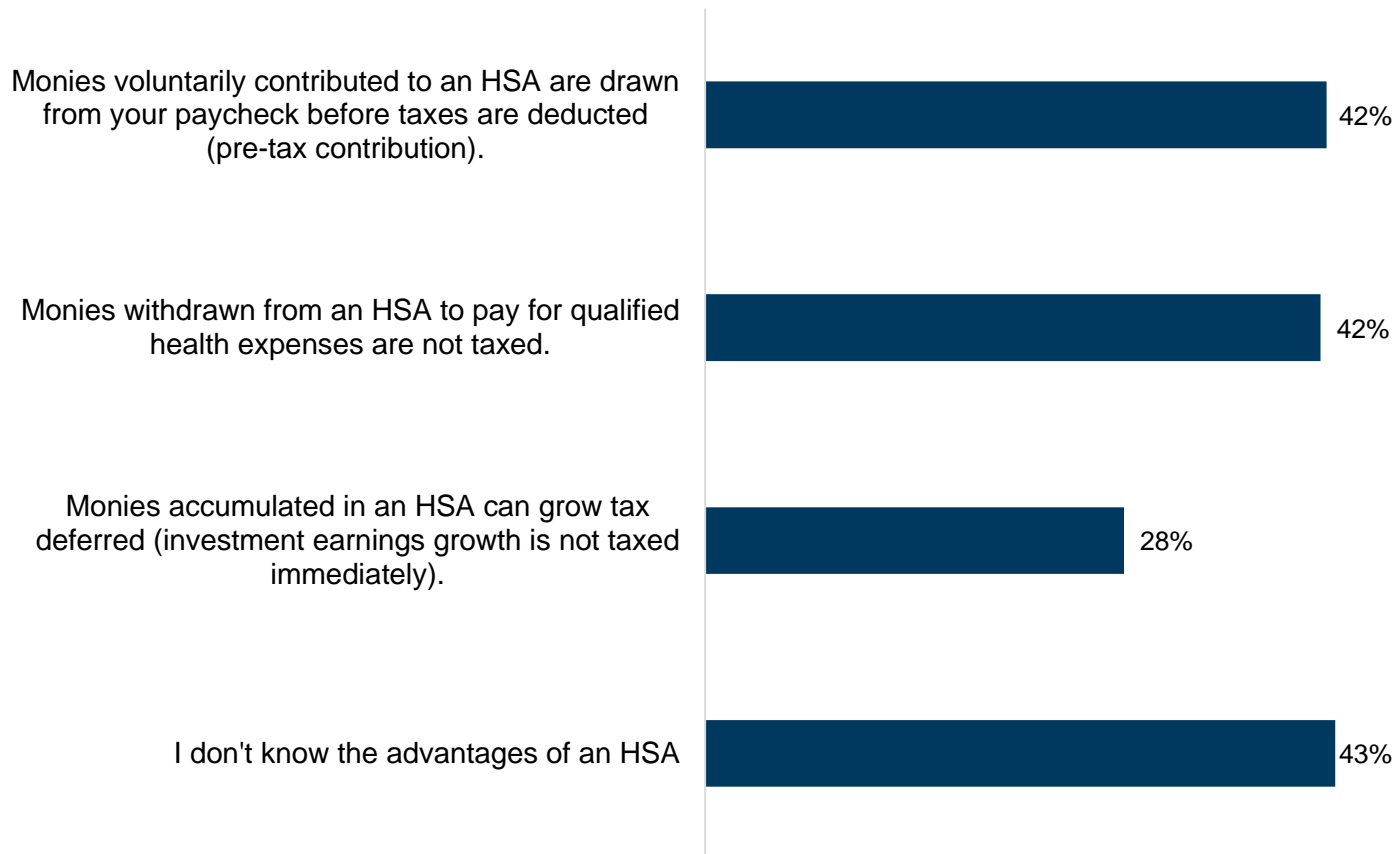 Monies voluntarily contributed to an HSA are drawn
from your paycheck before taxes are deducted
(pre-tax contribution).
42%
Monies withdrawn from an HSA to pay for qualified
health expenses are not taxed.
42%
Monies accumulated in an HSA can grow tax
deferred (investment earnings growth is not taxed
immediately).
28%
I don't know the advantages of an HSA
43%